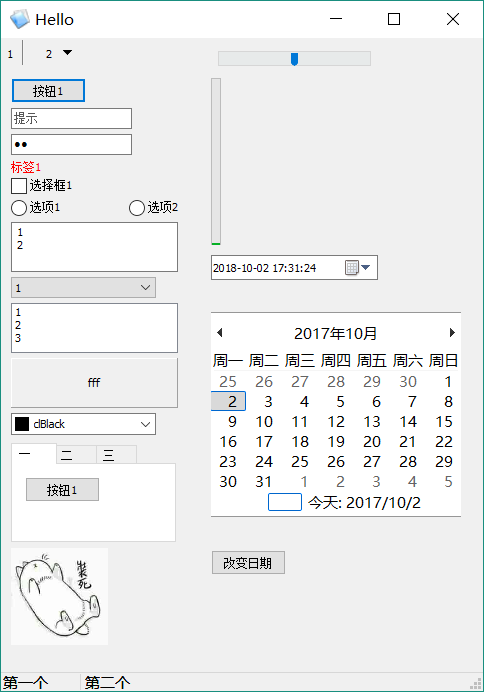 Hello
1 2
按钮1
提示
标签1
选择框1
选项1 选项2
1
2
1
1
2
3
fff
clBlack
一 二 三
按钮1
装死
2018-10-02 17:31:24
2017年10月
周一 周二 周三 周四 周五 周六 周日
25 26 27 28 29 30 1
2 3 4 5 6 7 8
9 10 11 12 13 14 15
16 17 18 19 20 21 22
23 24 25 26 27 28 29
30 31 1 2 3 4 5
今天: 2017/10/2
改变日期
第一个 第二个